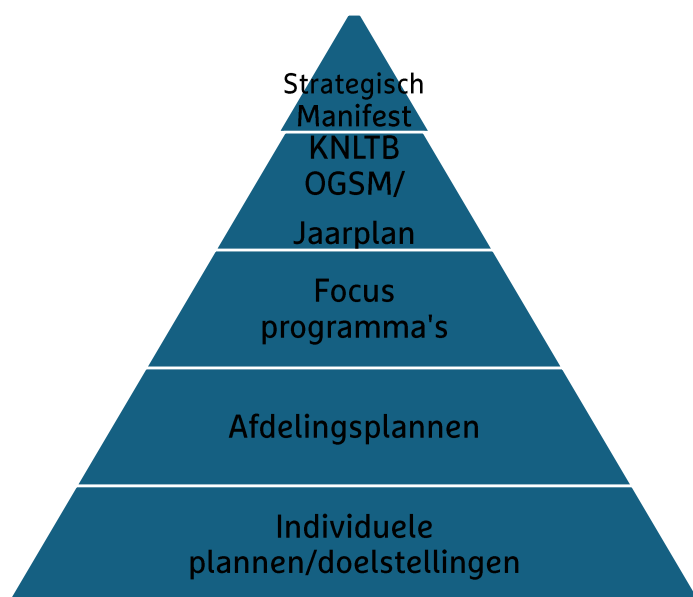 Strategisch
Manifest
KNLTB
OGSM/
Jaarplan
Focus
programma's
Afdelingsplannen
Individuele
plannen/doelstellingen